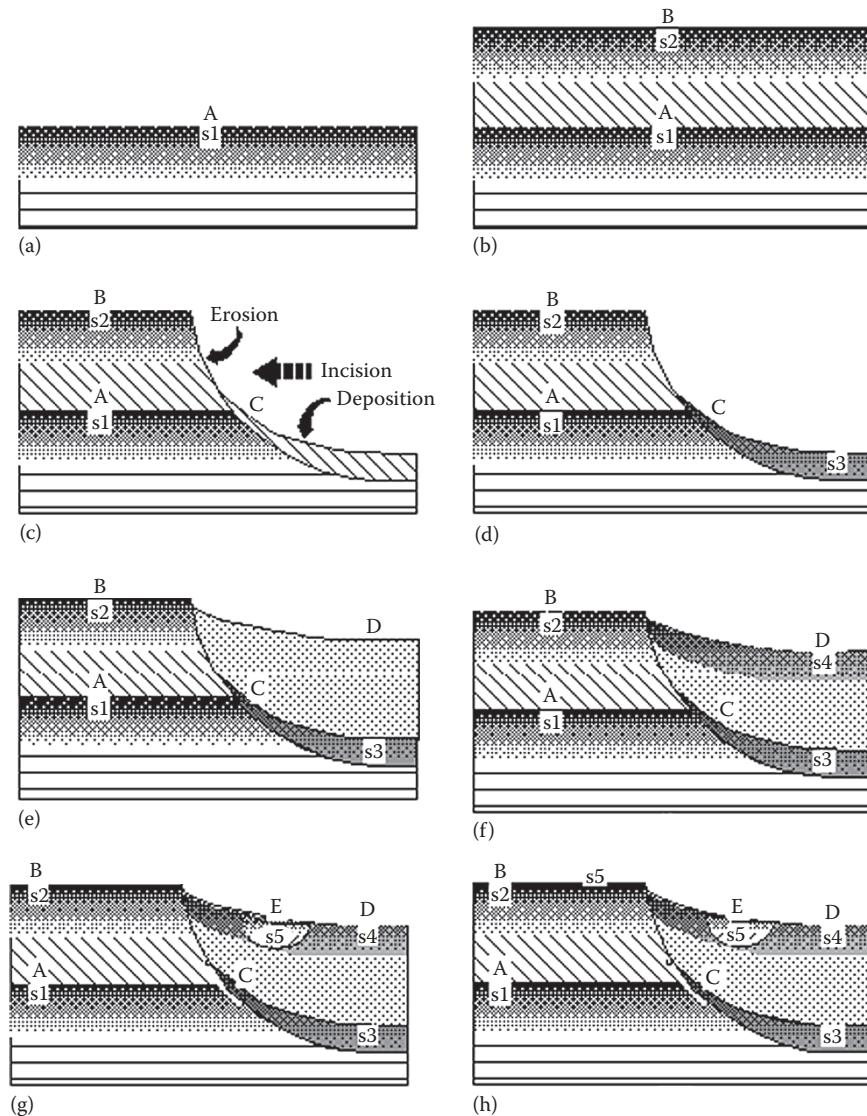 A
s1
(a)
B
s2
A
s1
(b)
B
s2
Erosion
Incision
A
C
Deposition
s1
(c)
B
s2
A
C
s1
s3
(d)
B
s2
D
A
C
s1
s3
(e)
B
s2
D
s4
A
C
s1
s3
(f)
B
s2
E
D
s5
s4
A
C
s1
s3
(g)
B
s5
s2
E
D
s5
s4
A
C
s1
s3
(h)